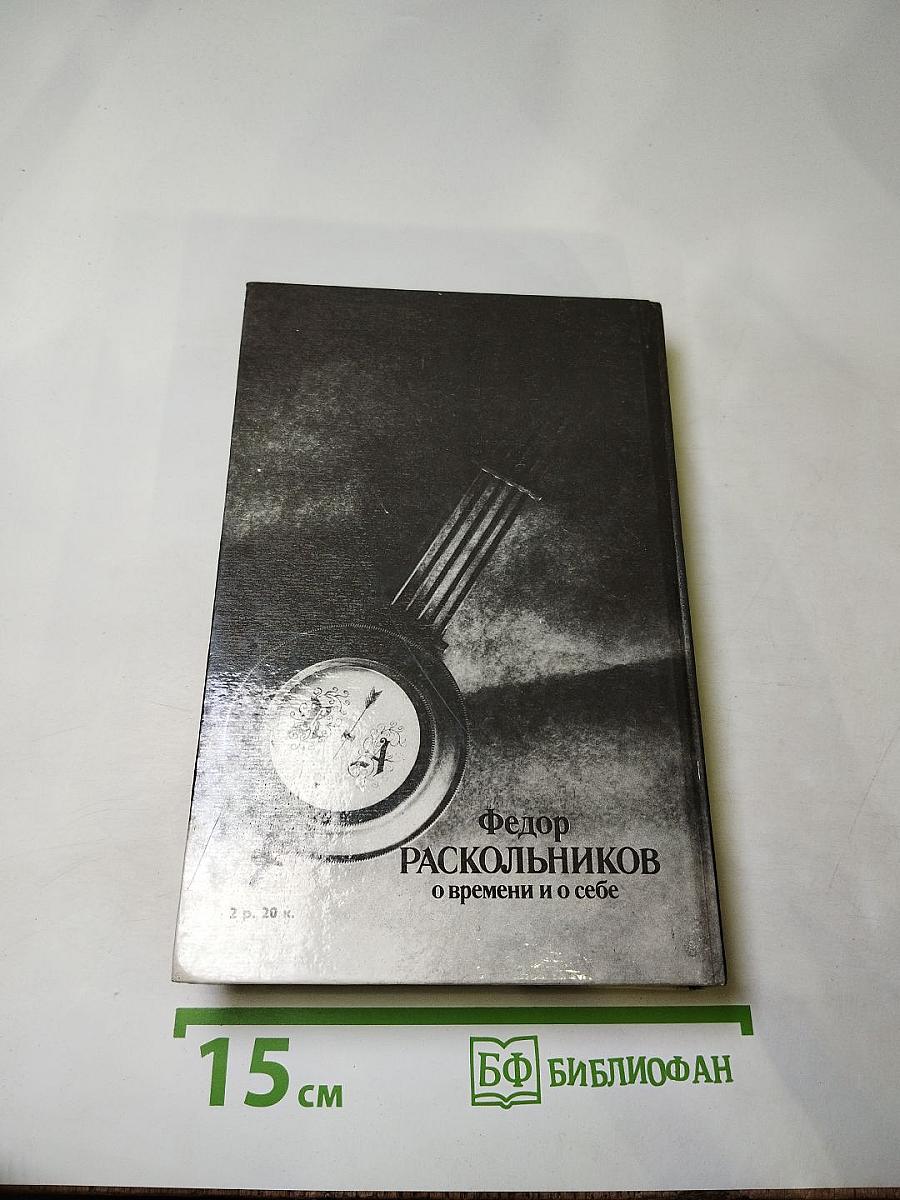 Федор
РАСКОЛЬНИКОВ
о времени и о себе
2 р. 20 к.
15 см
БФ БИБЛИОФАН